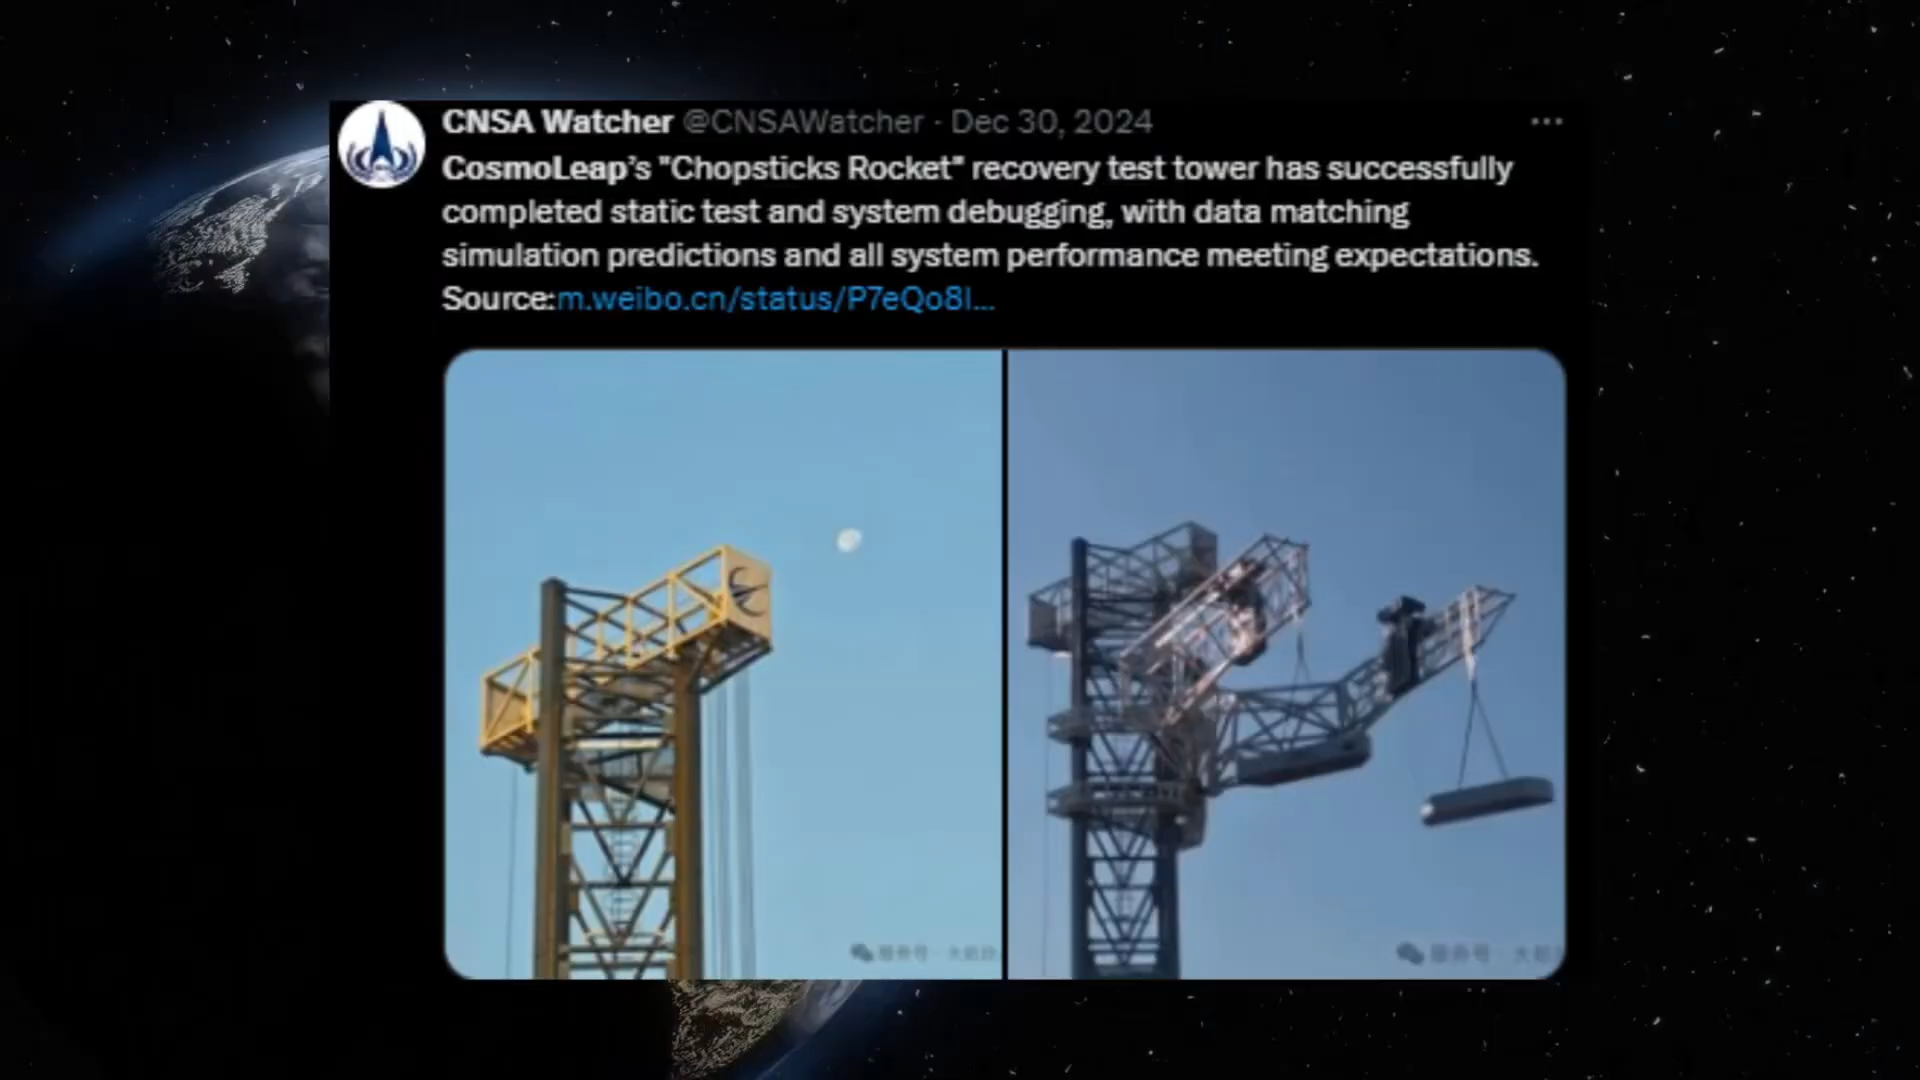 CNSA Watcher @CNSAWatcher · Dec 30, 2024
CosmoLeap's "Chopsticks Rocket" recovery test tower has successfully
completed static test and system debugging, with data matching
simulation predictions and all system performance meeting expectations.
Source:m.weibo.cn/status/P7eQo8l...